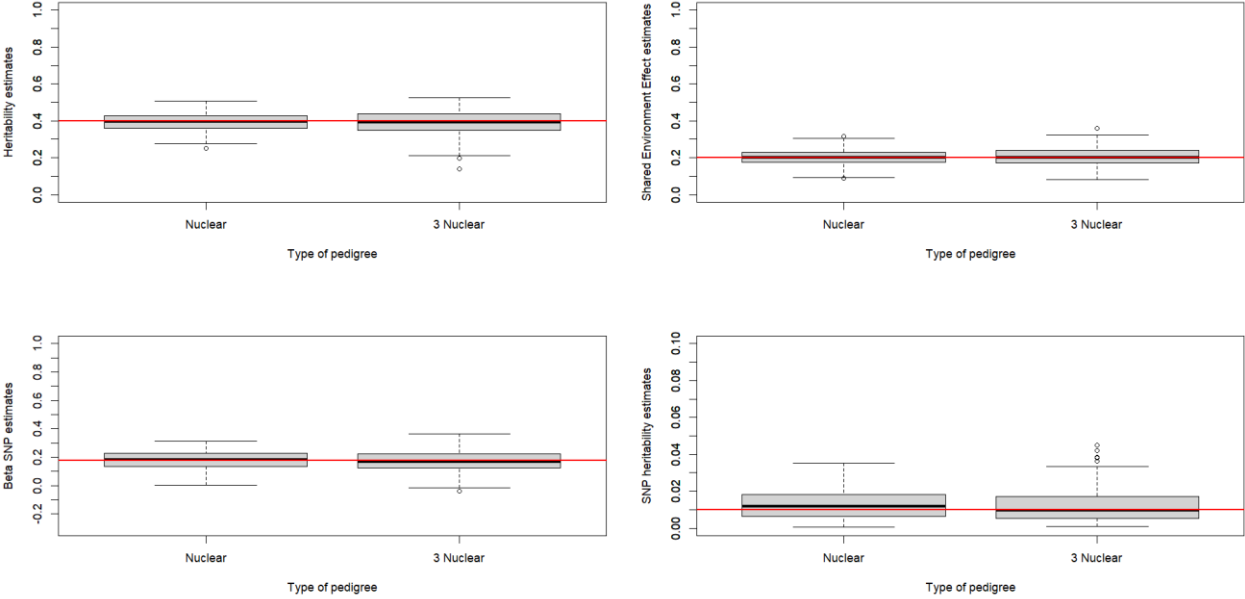 Heritability estimates
1.0
0.8
0.6
0.4
0.2
0.0
Nuclear
3 Nuclear
Type of pedigree
Shared Environment Effect estimates
1.0
0.8
0.6
0.4
0.2
0.0
Nuclear
3 Nuclear
Type of pedigree
Beta SNP estimates
1.0
0.8
0.6
0.4
0.2
0.0
-0.2
Nuclear
3 Nuclear
Type of pedigree
SNP heritability estimates
0.10
0.08
0.06
0.04
0.02
0.00
Nuclear
3 Nuclear
Type of pedigree